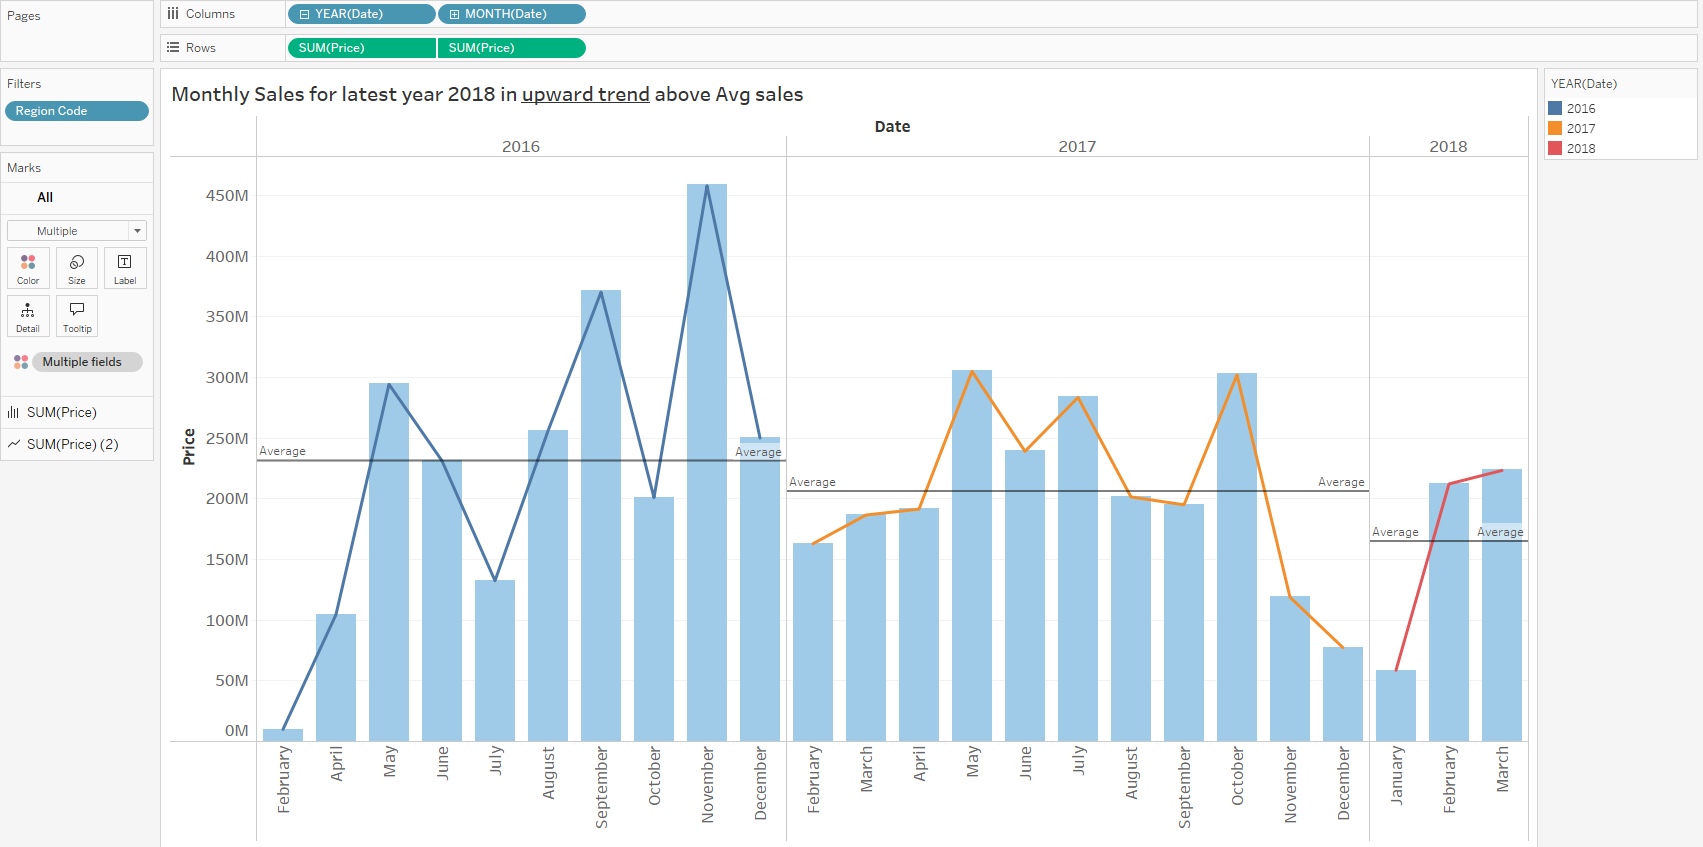 Pages
Columns
YEAR(Date)
MONTH(Date)
Rows
SUM(Price)
SUM(Price)
Filters
Region Code
Marks
All
Multiple
Color
Size
Label
Detail
Tooltip
Multiple fields
SUM(Price)
SUM(Price) (2)
Monthly Sales for latest year 2018 in upward trend above Avg sales
Date
2016
2017
2018
Price
450M
400M
350M
300M
250M
200M
150M
100M
50M
0M
Average
Average
Average
Average
Average
Average
February
April
May
June
July
August
September
October
November
December
February
March
April
May
June
July
August
September
October
November
December
January
February
March
YEAR(Date)
2016
2017
2018